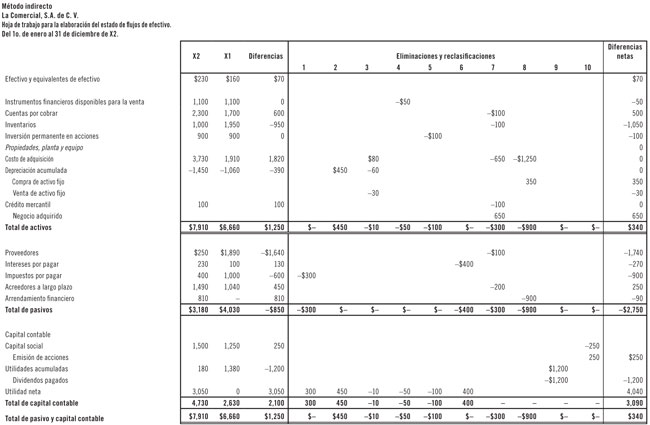 Método indirecto
La Comercial, S.A. de C. V.
Hoja de trabajo para la elaboración del estado de flujos de efectivo.
Del 1o. de enero al 31 de diciembre de X2.
X2 X1 Diferencias Eliminaciones y reclasificaciones Diferencias netas
1 2 3 4 5 6 7 8 9 10
Efectivo y equivalentes de efectivo $230 $160 $70 $70
Instrumentos financieros disponibles para la venta 1,100 1,100 0 –$50 –50
Cuentas por cobrar 2,300 1,700 600 –$100 500
Inventarios 1,000 1,950 –950 –100 –1,050
Inversión permanente en acciones 900 900 0 –$100 –100
Propiedades, planta y equipo 0
Costo de adquisición 3,730 1,910 1,820 $80 –650 –$1,250 0
Depreciación acumulada –1,450 –1,060 –390 $450 –60 0
Compra de activo fijo 350 350
Venta de activo fijo –30 –30
Crédito mercantil 100 100 –100 0
Negocio adquirido 650 650
Total de activos $7,910 $6,660 $1,250 $– $450 –$10 –$50 –$100 $– –$300 –$900 $– $– $340
Proveedores $250 $1,890 –$1,640 –$100 –1,740
Intereses por pagar 230 100 130 –$400 –270
Impuestos por pagar 400 1,000 –600 –$300 –900
Acreedores a largo plazo 1,490 1,040 450 –200 250
Arrendamiento financiero 810 – 810 –900 –90
Total de pasivos $3,180 $4,030 –$850 –$300 $– $– $– $– –$400 –$300 –$900 $– $– –$2,750
Capital contable
Capital social 1,500 1,250 250 –250
Emisión de acciones 250 $250
Utilidades acumuladas 180 1,380 –1,200 $1,200
Dividendos pagados –$1,200 –1,200
Utilidad neta 3,050 0 3,050 300 450 –10 –50 –100 400 4,040
Total de capital contable 4,730 2,630 2,100 300 450 –10 –50 –100 400 – – – – 3,090
Total de pasivo y capital contable $7,910 $6,660 $1,250 $– $450 –$10 –$50 –$100 $– –$300 –$900 $– $– $340